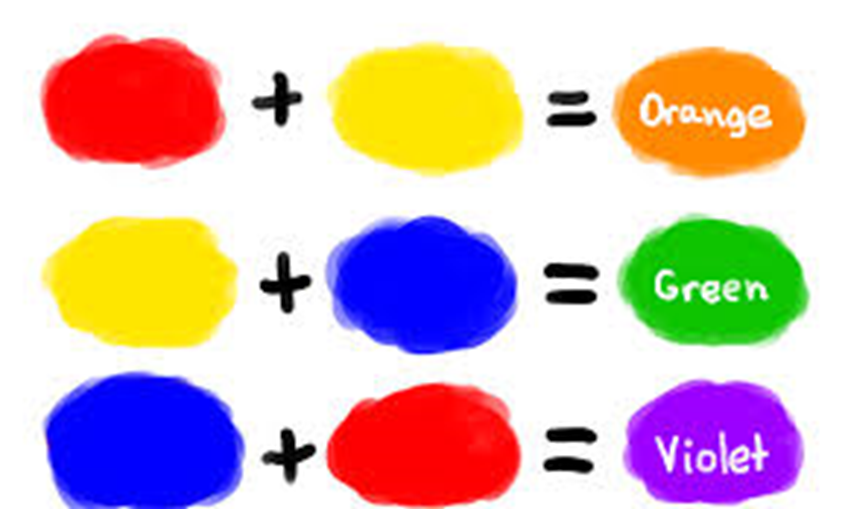 + = Orange
+ = Green
+ = Violet